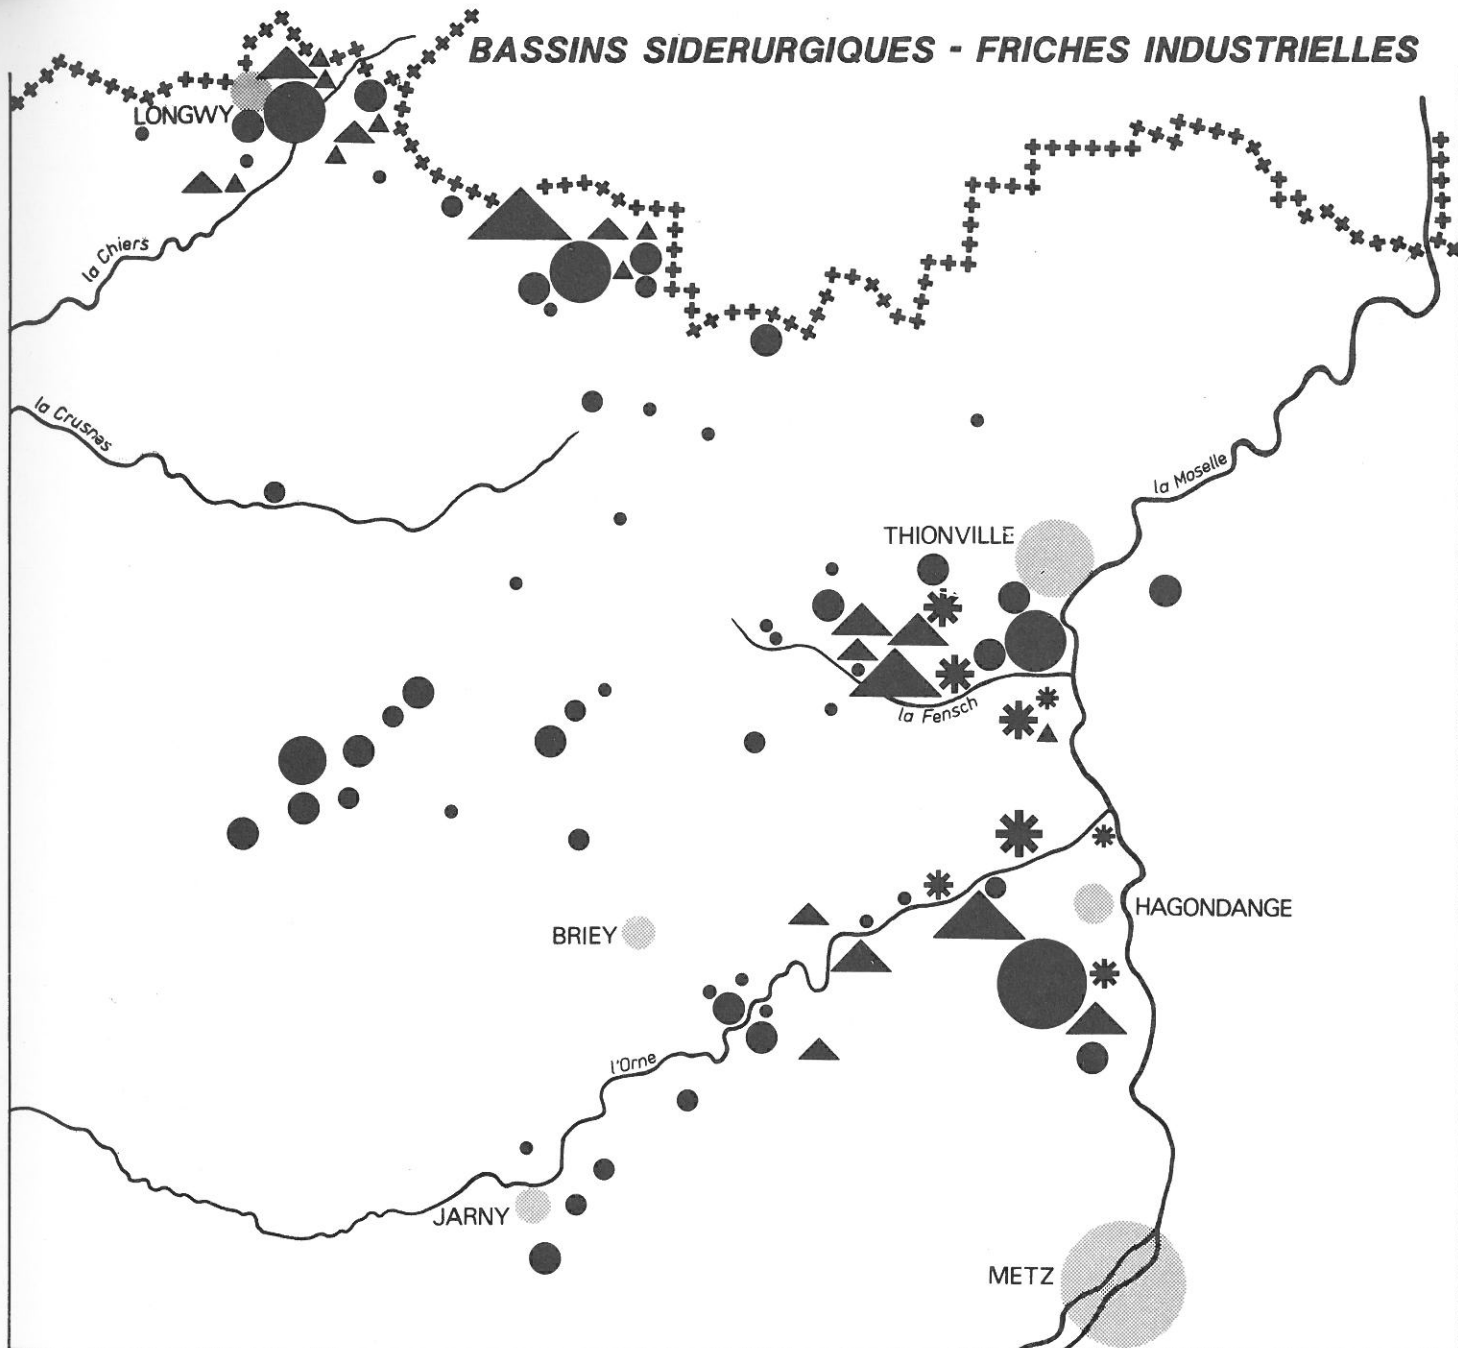 BASSINS SIDERURGIQUES - FRICHES INDUSTRIELLES
LONGWY
la Chiers
la Crusnes
la Moselle
THIONVILLE
la Fensch
HAGONDANGE
BRIEY
l'Orne
JARNY
METZ